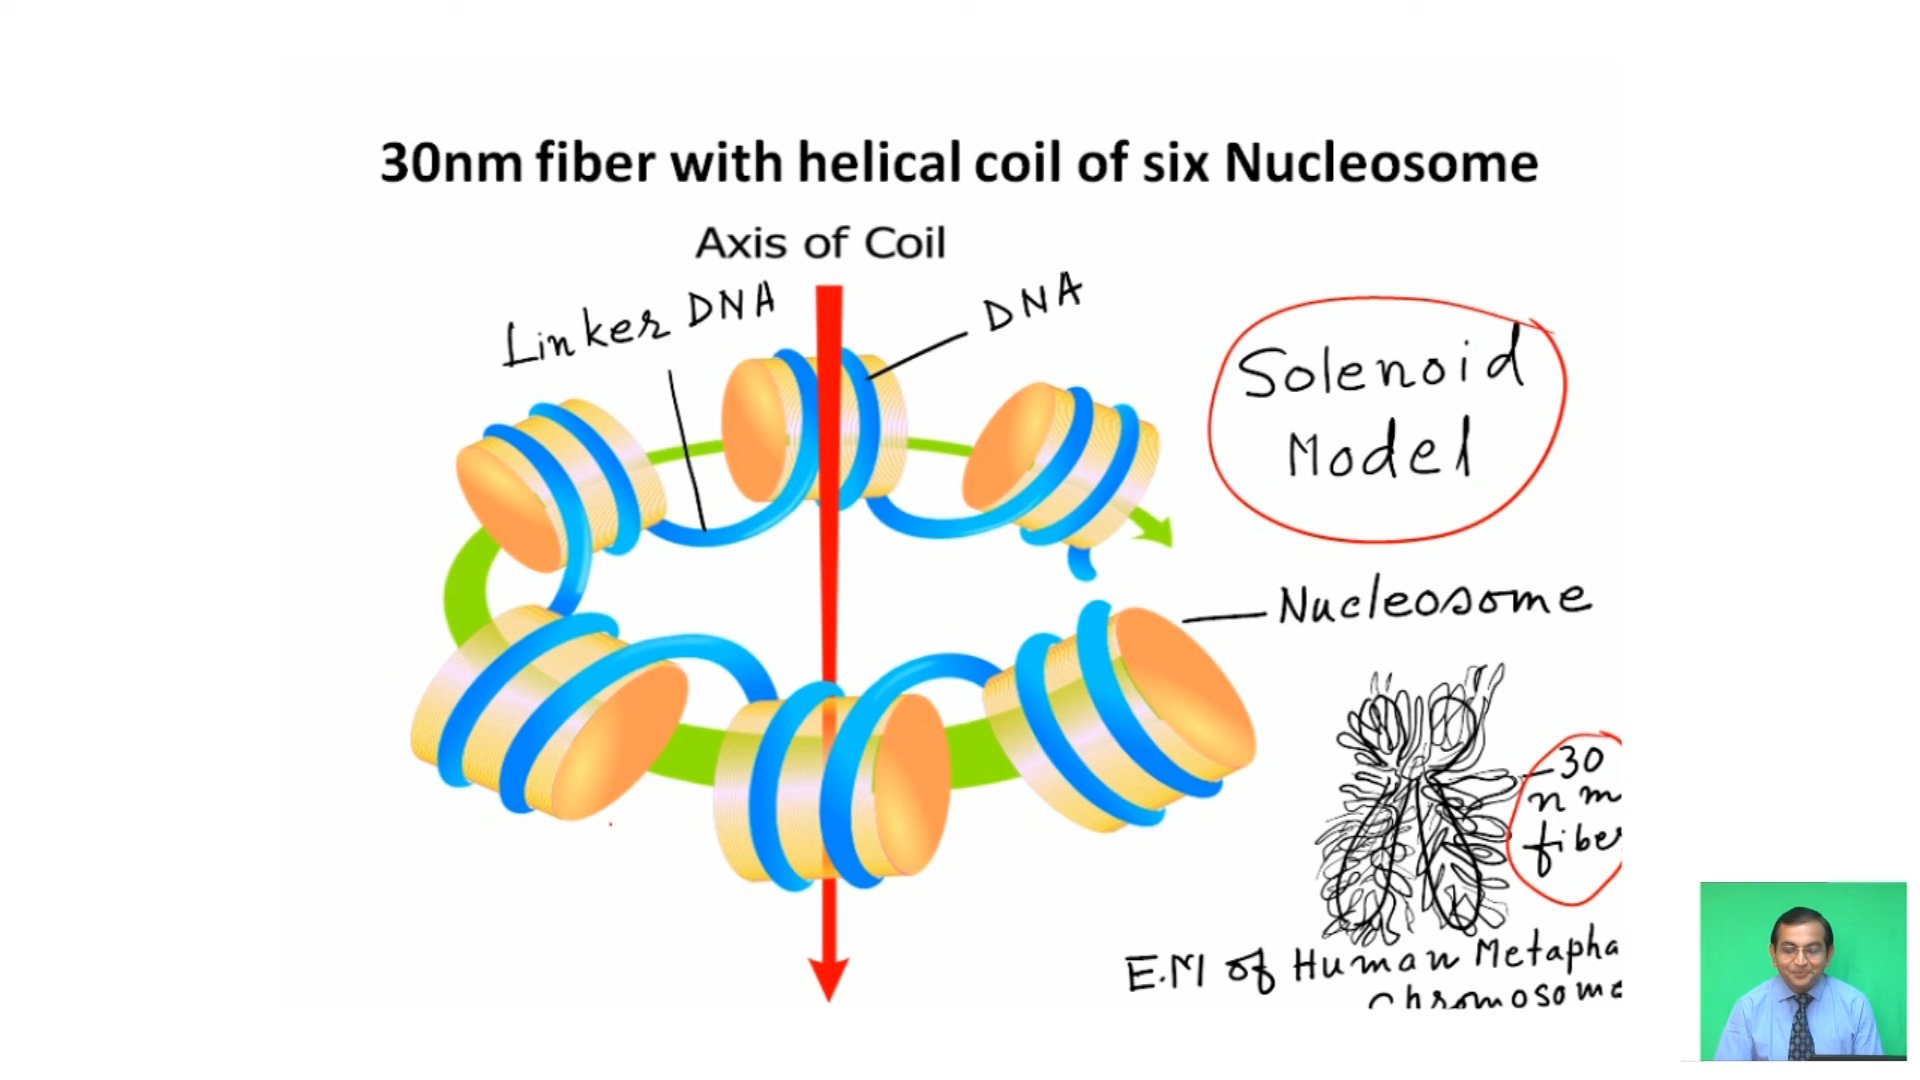 30nm fiber with helical coil of six Nucleosome
Axis of Coil
Linker DNA
DNA
Solenoid
Model
Nucleosome
30
nm
fiber
E.M of Human Metapha
Chromosome